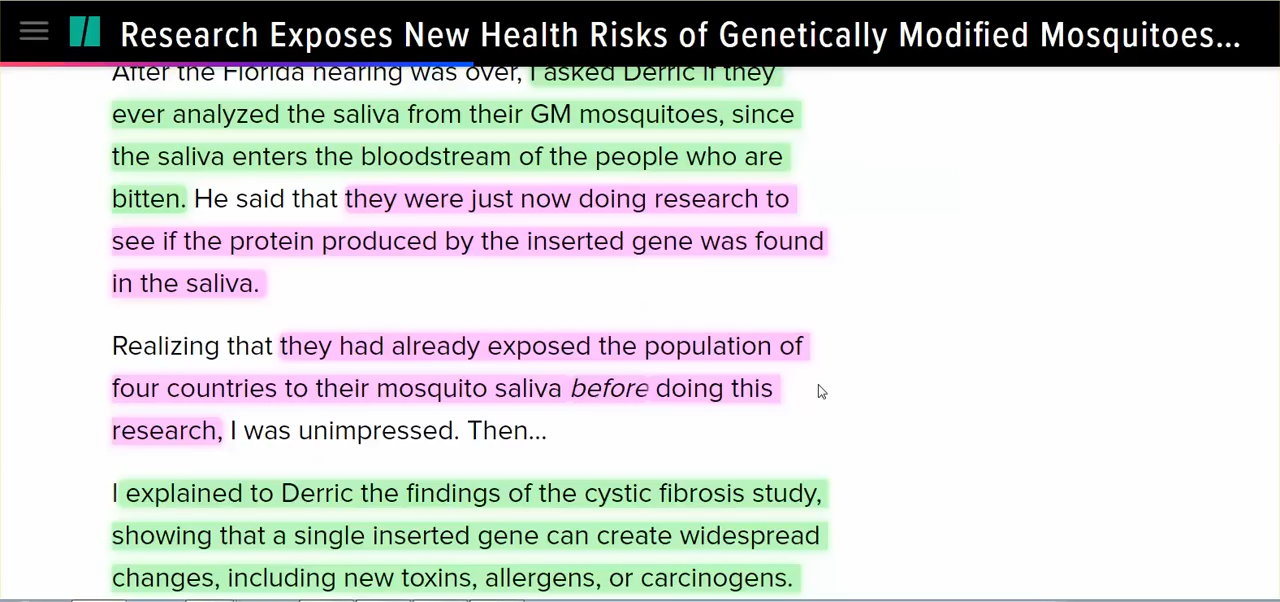 Research Exposes New Health Risks of Genetically Modified Mosquitoes...
After the Florida hearing was over, I asked Derric if they
ever analyzed the saliva from their GM mosquitoes, since
the saliva enters the bloodstream of the people who are
bitten. He said that they were just now doing research to
see if the protein produced by the inserted gene was found
in the saliva.
Realizing that they had already exposed the population of
four countries to their mosquito saliva before doing this
research, I was unimpressed. Then...
I explained to Derric the findings of the cystic fibrosis study,
showing that a single inserted gene can create widespread
changes, including new toxins, allergens, or carcinogens.